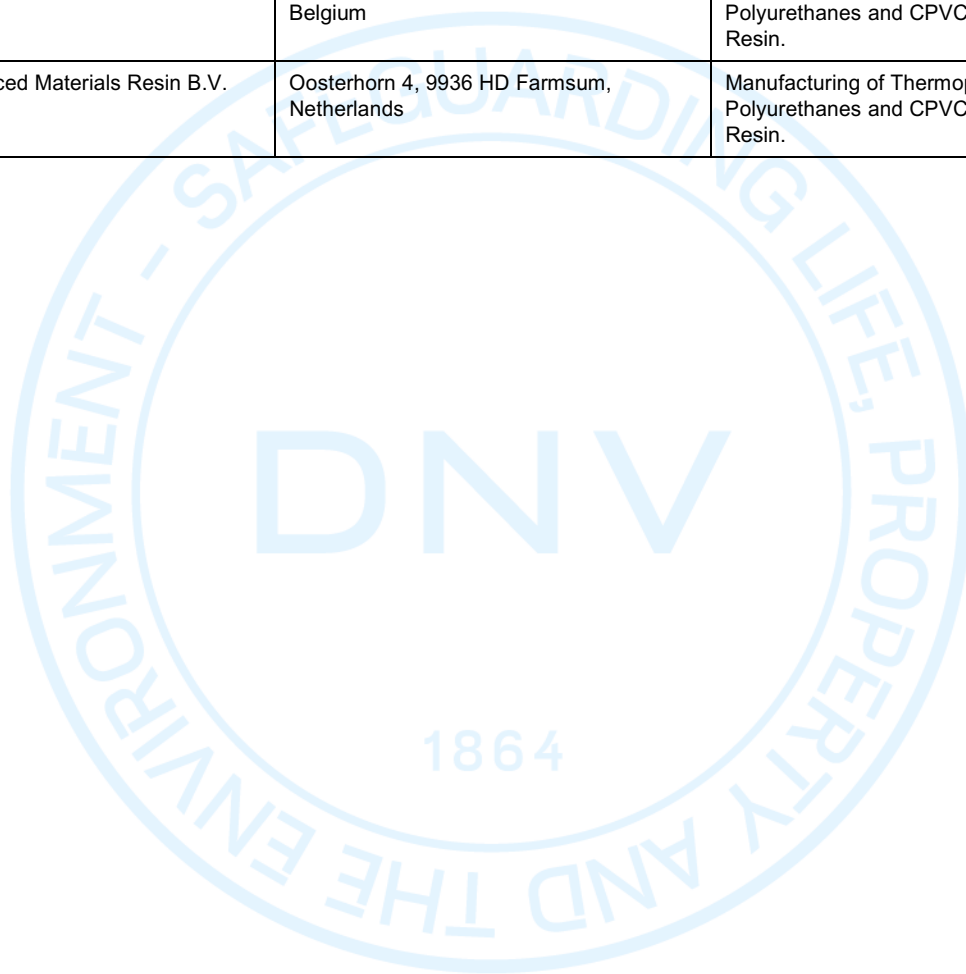 Belgium
Polyurethanes and CPVC
Resin.
ced Materials Resin B.V.
Oosterhorn 4, 9936 HD Farmsum,
Netherlands
Manufacturing of Thermop
Polyurethanes and CPVC
Resin.
SAFEGUARDING LIFE, PROPERTY AND THE ENVIRONMENT -
DNV
1864